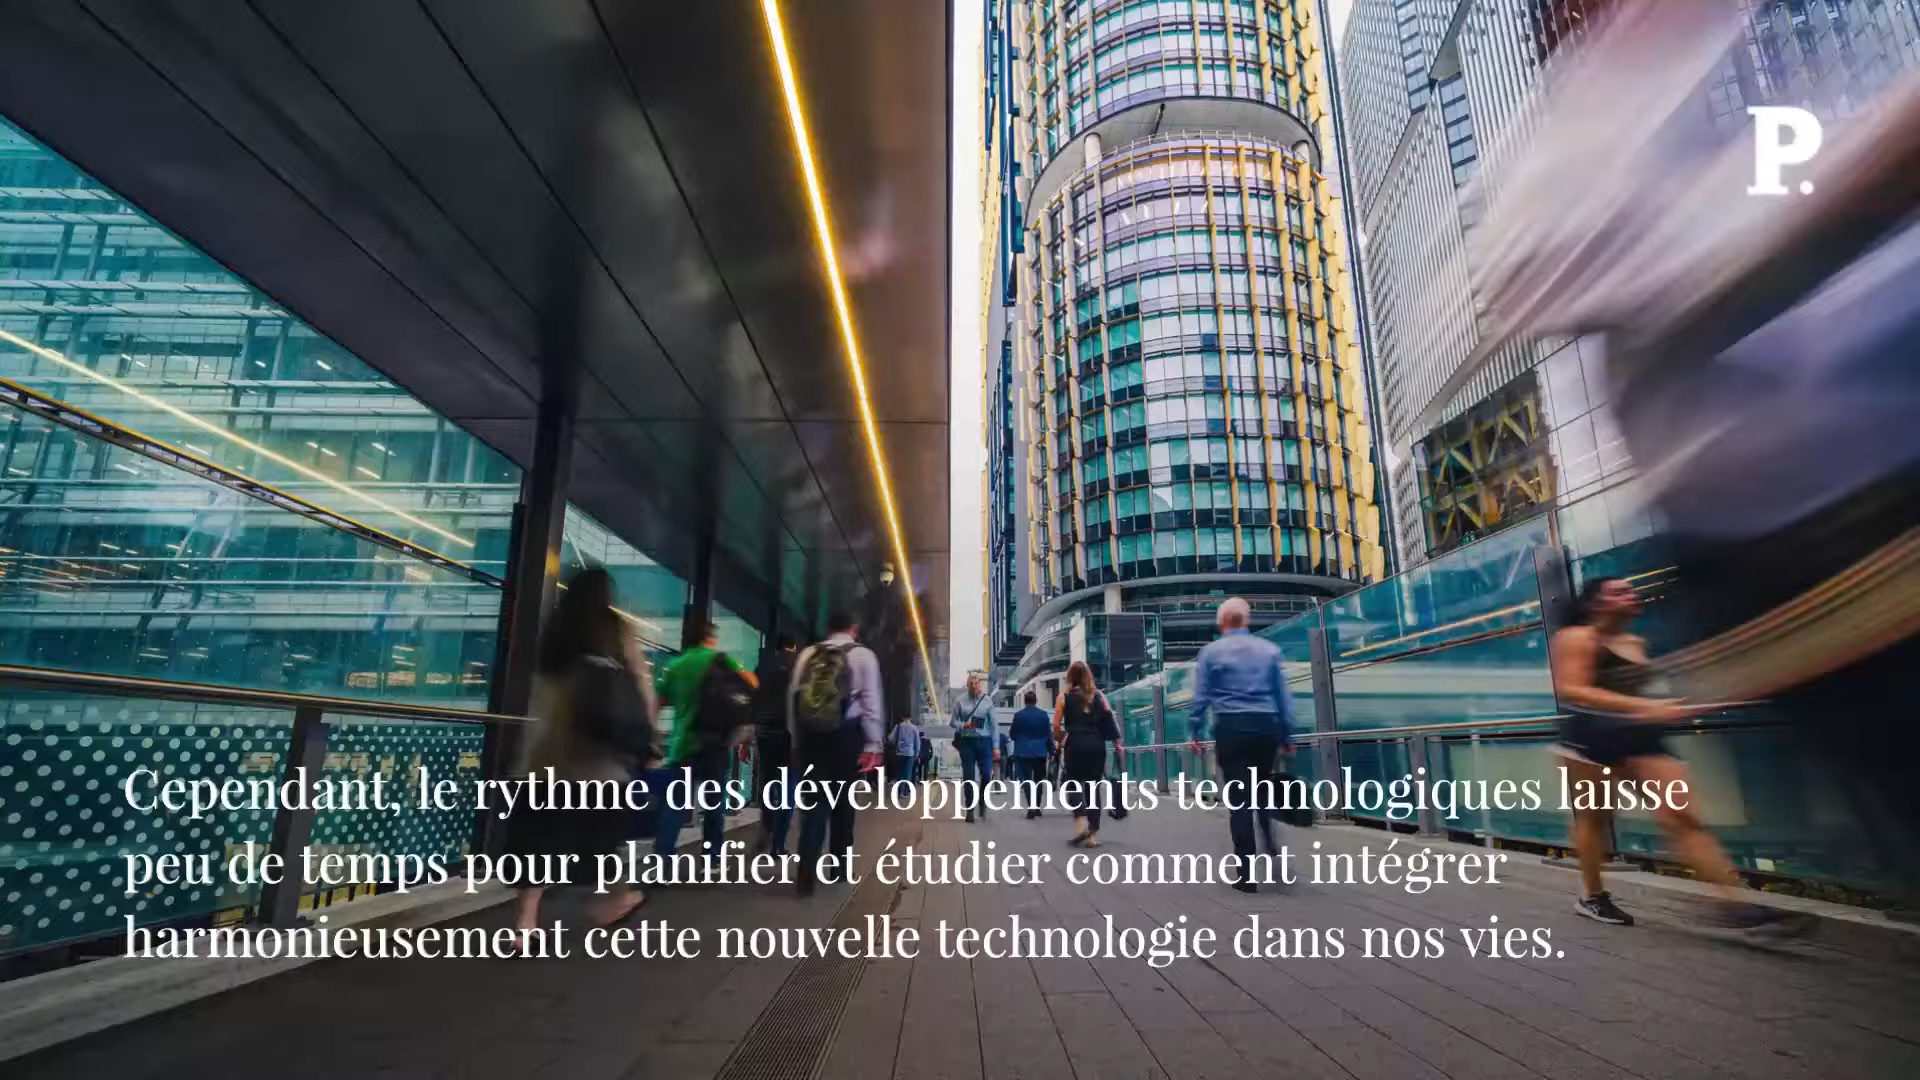 P.
Cependant, le rythme des développements technologiques laisse
peu de temps pour planifier et étudier comment intégrer
harmonieusement cette nouvelle technologie dans nos vies.